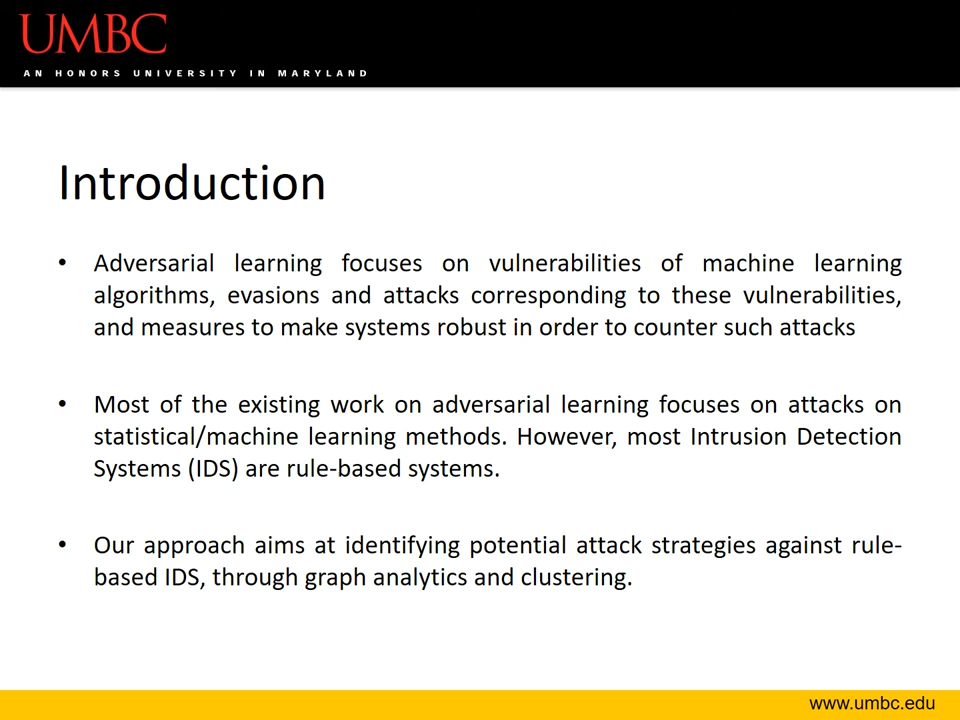 UMBC
AN HONORS UNIVERSITY IN MARYLAND
Introduction
• Adversarial learning focuses on vulnerabilities of machine learning
algorithms, evasions and attacks corresponding to these vulnerabilities,
and measures to make systems robust in order to counter such attacks
• Most of the existing work on adversarial learning focuses on attacks on
statistical/machine learning methods. However, most Intrusion Detection
Systems (IDS) are rule-based systems.
• Our approach aims at identifying potential attack strategies against rule-
based IDS, through graph analytics and clustering.
www.umbc.edu